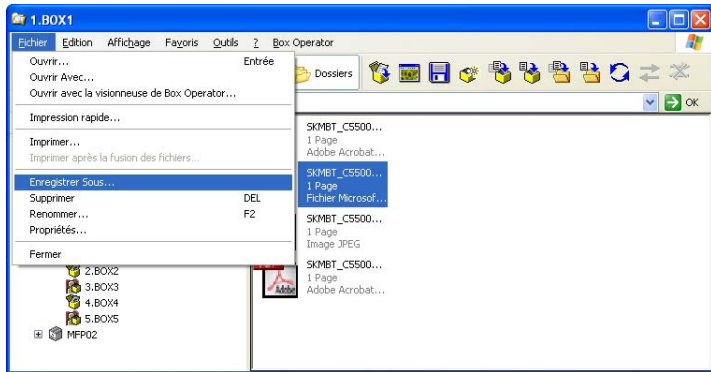 1.BOX1
Fichier Edition Affichage Favoris Outils ? Box Operator
Dossiers
OK
Ouvrir... Entrée
Ouvrir Avec...
Ouvrir avec la visionneuse de Box Operator...
Impression rapide...
Imprimer...
Imprimer après la fusion des fichiers...
Enregistrer Sous...
Supprimer DEL
Renommer... F2
Propriétés...
Fermer
2.BOX2
3.BOX3
4.BOX4
5.BOX5
MFP02
SKMBT_C5500...
1 Page
Adobe Acrobat...
SKMBT_C5500...
1 Page
Fichier Microsof...
SKMBT_C5500...
1 Page
Image JPEG
SKMBT_C5500...
1 Page
Adobe Acrobat...
Adobe